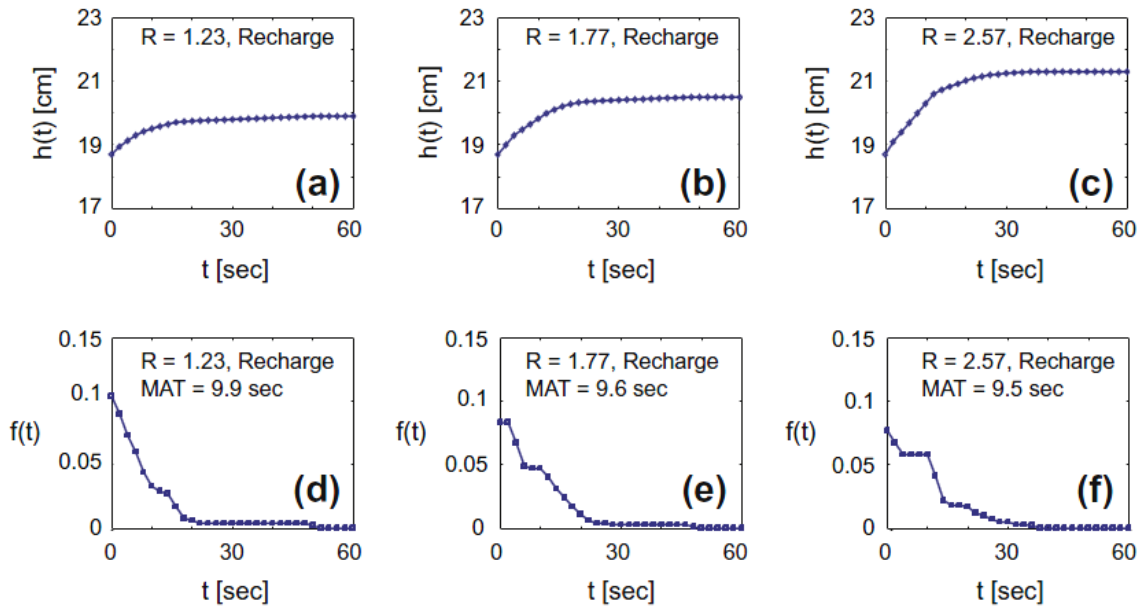 23
R = 1.23, Recharge
21
h(t) [cm]
19
(a)
17
0
30
60
t [sec]
23
R = 1.77, Recharge
21
h(t) [cm]
19
(b)
17
0
30
60
t [sec]
23
R = 2.57, Recharge
21
h(t) [cm]
19
(c)
17
0
30
60
t [sec]
0.15
R = 1.23, Recharge
MAT = 9.9 sec
0.1
f(t)
0.05
(d)
0
0
30
60
t [sec]
0.15
R = 1.77, Recharge
MAT = 9.6 sec
0.1
f(t)
0.05
(e)
0
0
30
60
t [sec]
0.15
R = 2.57, Recharge
MAT = 9.5 sec
0.1
f(t)
0.05
(f)
0
0
30
60
t [sec]